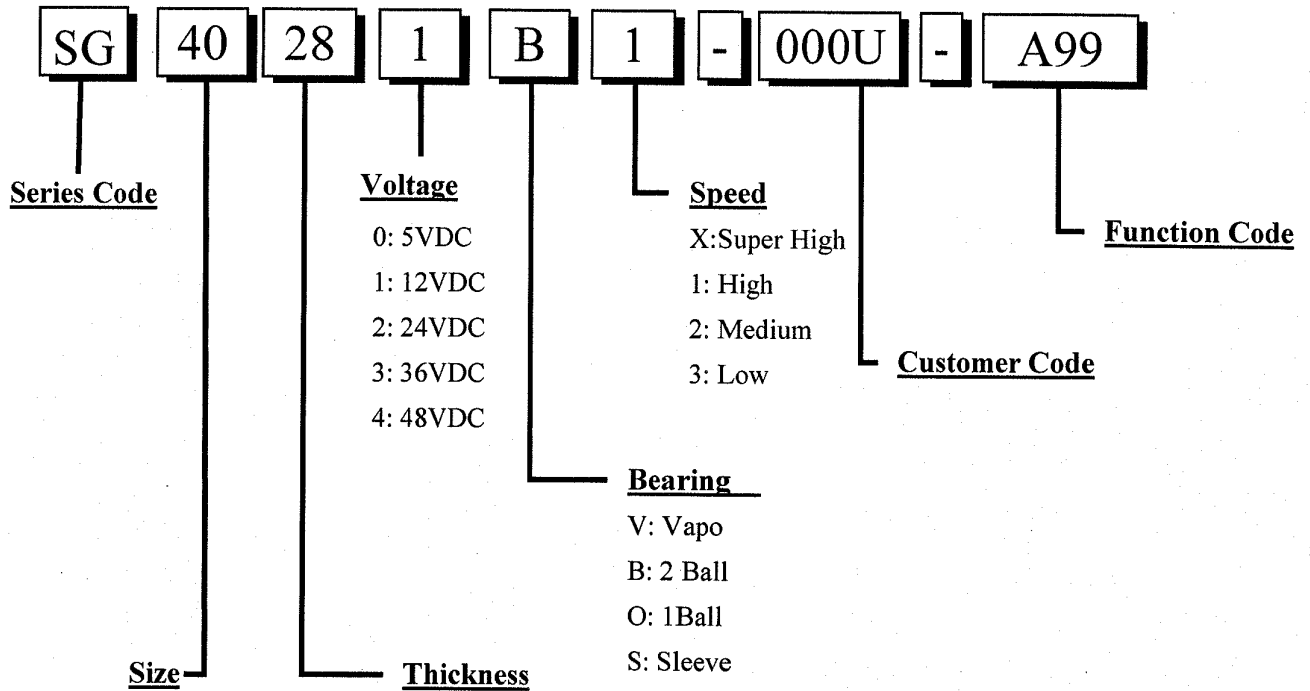 SG 40 28 1 B 1 - 000U - A99
Series Code
Voltage
0: 5VDC
1: 12VDC
2: 24VDC
3: 36VDC
4: 48VDC
Speed
X:Super High
1: High
2: Medium
3: Low
Function Code
Customer Code
Bearing
V: Vapo
B: 2 Ball
O: 1Ball
S: Sleeve
Size
Thickness